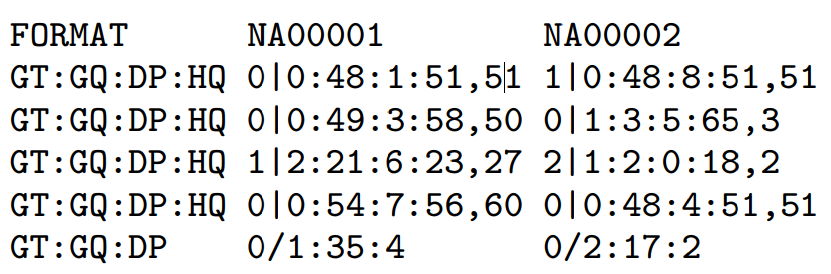 FORMAT NA00001 NA00002
GT:GQ:DP:HQ 0|0:48:1:51,51 1|0:48:8:51,51
GT:GQ:DP:HQ 0|0:49:3:58,50 0|1:3:5:65,3
GT:GQ:DP:HQ 1|2:21:6:23,27 2|1:2:0:18,2
GT:GQ:DP:HQ 0|0:54:7:56,60 0|0:48:4:51,51
GT:GQ:DP 0/1:35:4 0/2:17:2